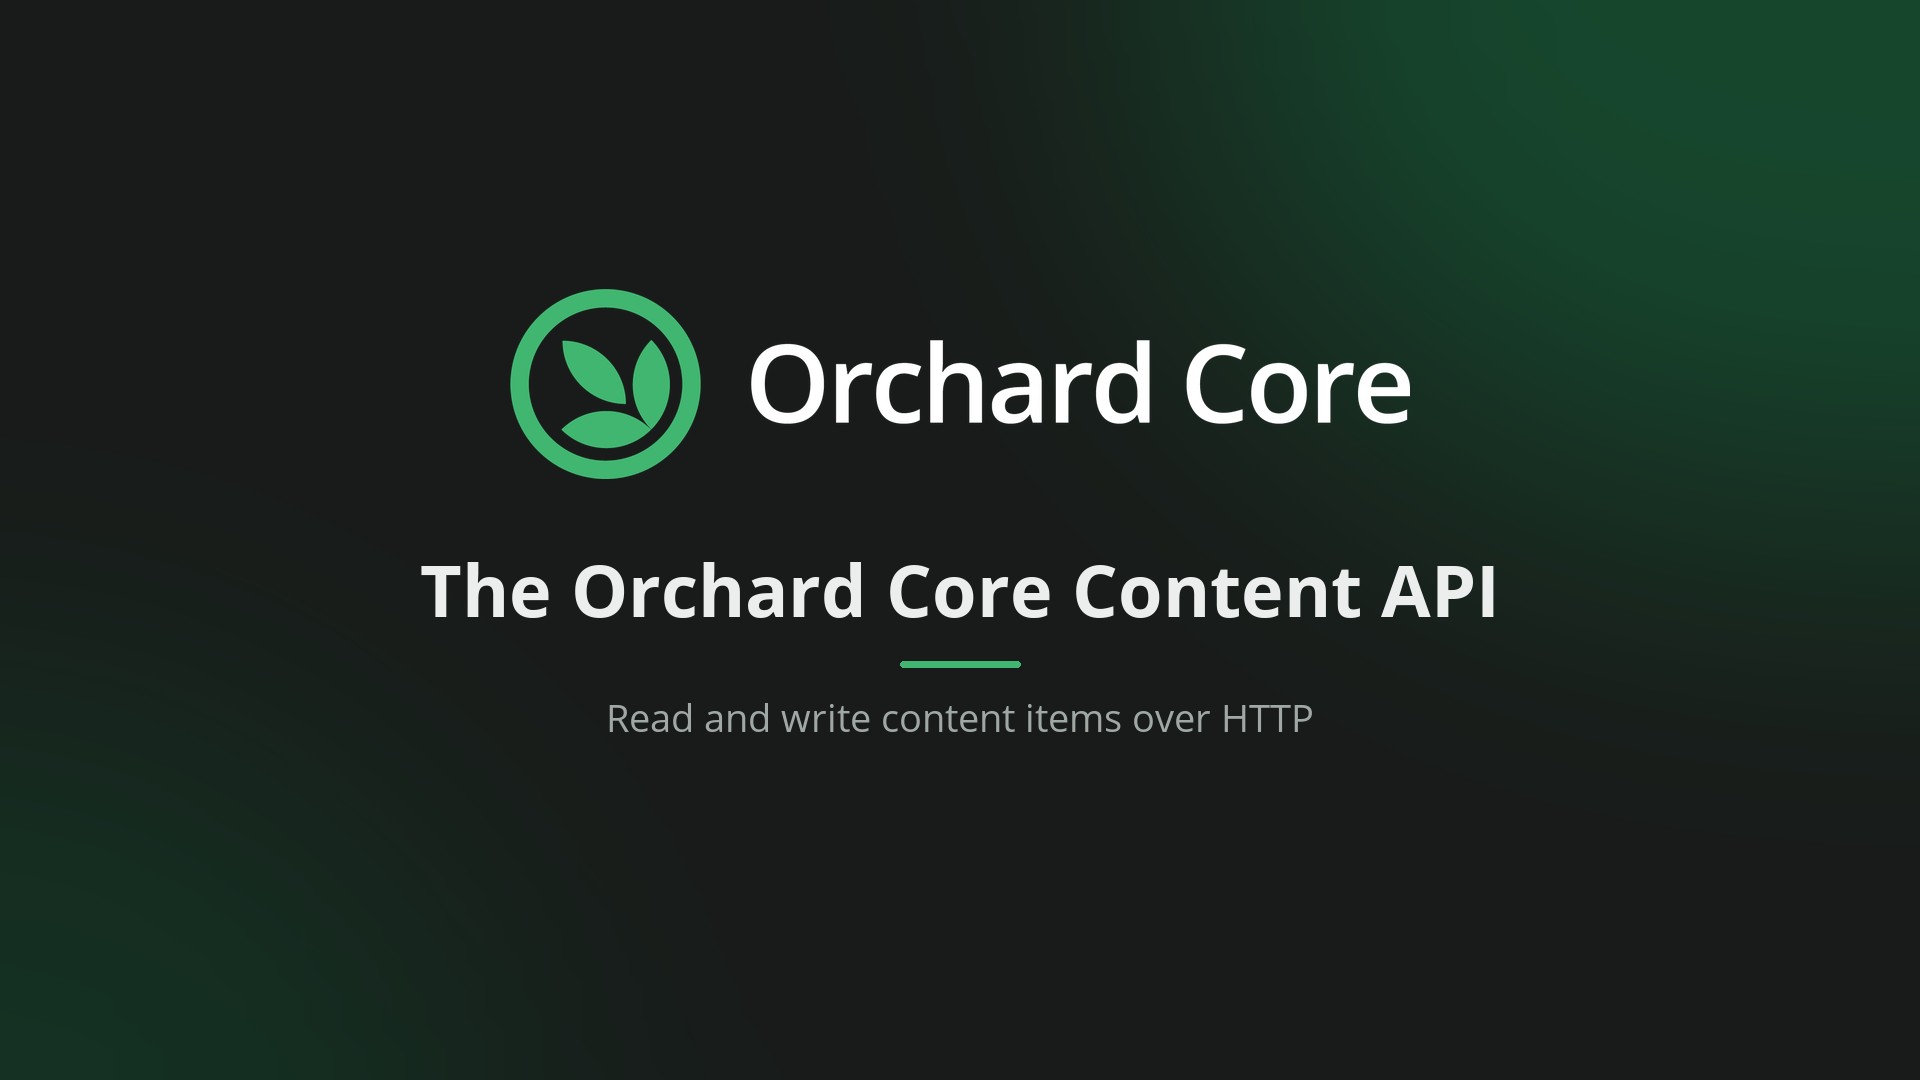 Orchard Core
The Orchard Core Content API
Read and write content items over HTTP